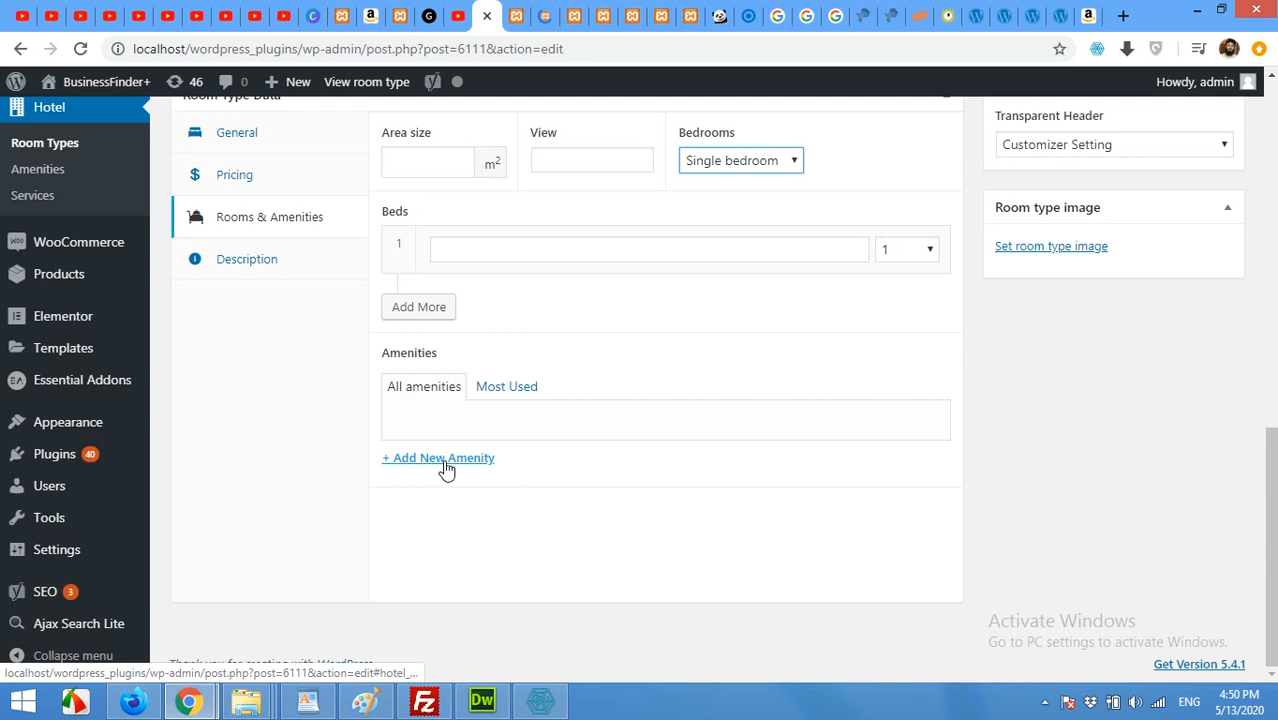 localhost/wordpress_plugins/wp-admin/post.php?post=6111&action=edit
BusinessFinder+ 46 0 New View room type Howdy, admin
Hotel
Room Types
Amenities
Services
WooCommerce
Products
Elementor
Templates
Essential Addons
Appearance
Plugins 40
Users
Tools
Settings
SEO 3
Ajax Search Lite
Collapse menu
Room Type Data
General
Pricing
Rooms & Amenities
Description
Area size View Bedrooms
m² Single bedroom
Beds
1 1
Add More
Amenities
All amenities Most Used
+ Add New Amenity
Transparent Header
Customizer Setting
Room type image
Set room type image
Activate Windows
Go to PC settings to activate Windows.
Thank you for creating with WordPress
Get Version 5.4.1
localhost/wordpress_plugins/wp-admin/post.php?post=6111&action=edit#hotel_...
Fz Dw
ENG
4:50 PM
5/13/2020